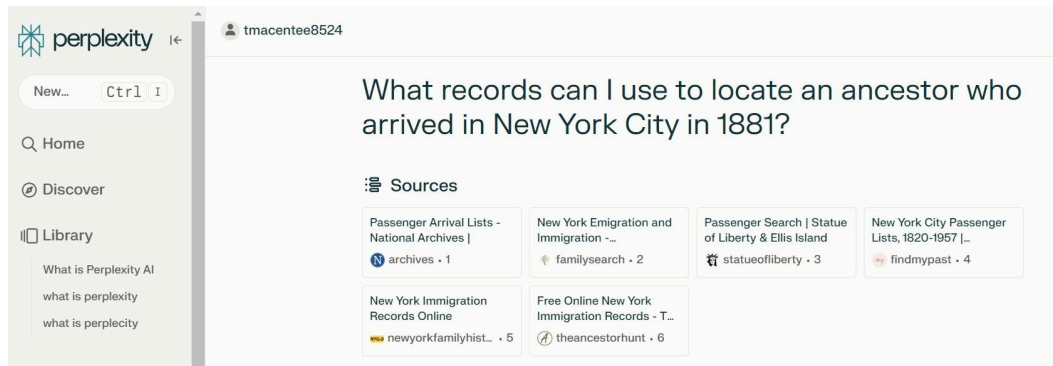 perplexity
New... Ctrl I
Home
Discover
Library
What is Perplexity AI
what is perplexity
what is perplecity
tmacentee8524
What records can I use to locate an ancestor who
arrived in New York City in 1881?
Sources
Passenger Arrival Lists -
National Archives |
archives • 1
New York Emigration and
Immigration -...
familysearch • 2
Passenger Search | Statue
of Liberty & Ellis Island
statueofliberty • 3
New York City Passenger
Lists, 1820-1957 |...
findmypast • 4
New York Immigration
Records Online
newyorkfamilyhist... • 5
Free Online New York
Immigration Records - T...
theancestorhunt • 6